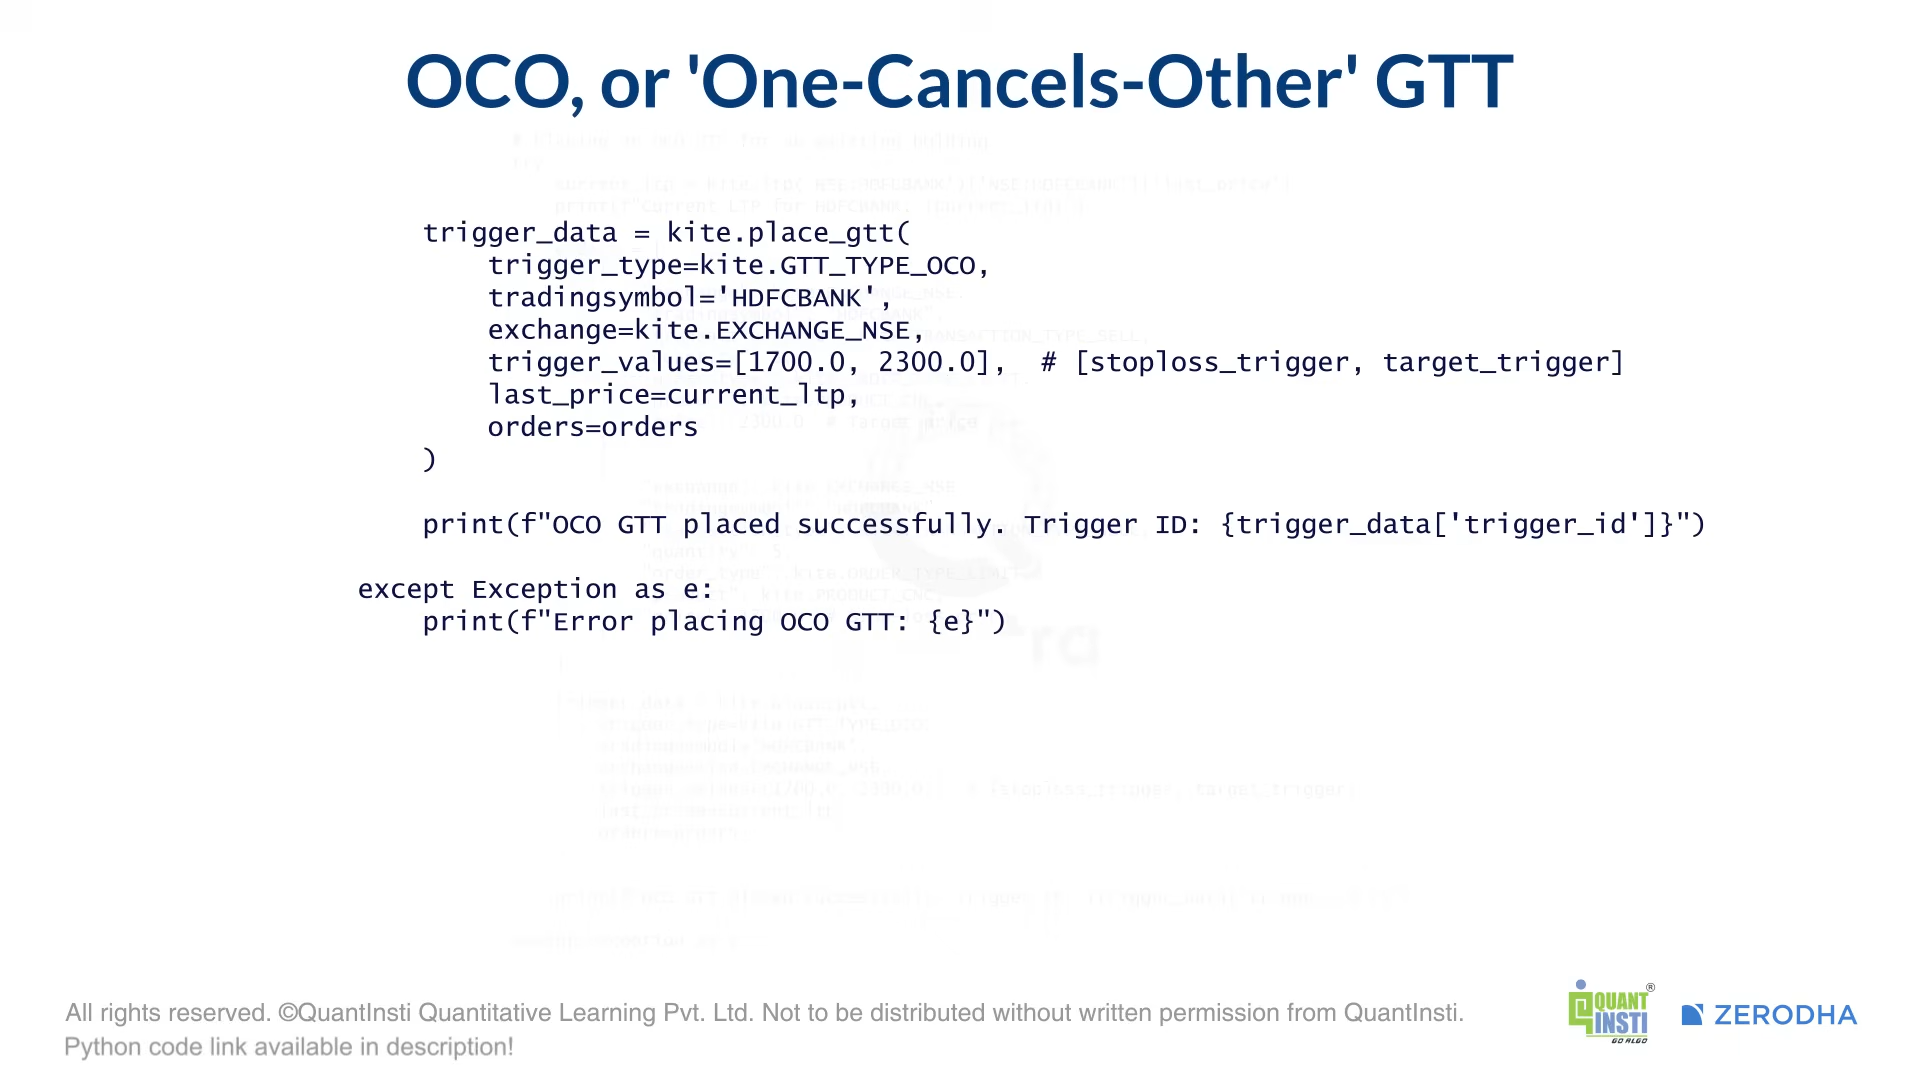 OCO, or 'One-Cancels-Other' GTT
trigger_data = kite.place_gtt(
trigger_type=kite.GTT_TYPE_OCO,
tradingsymbol='HDFCBANK',
exchange=kite.EXCHANGE_NSE,
trigger_values=[1700.0, 2300.0],  # [stoploss_trigger, target_trigger]
last_price=current_ltp,
orders=orders
)
print(f"OCO GTT placed successfully. Trigger ID: {trigger_data['trigger_id']}")
except Exception as e:
print(f"Error placing OCO GTT: {e}")
All rights reserved. ©QuantInsti Quantitative Learning Pvt. Ltd. Not to be distributed without written permission from QuantInsti.
Python code link available in description!
QUANT INSTI®
GO ALGO
ZERODHA